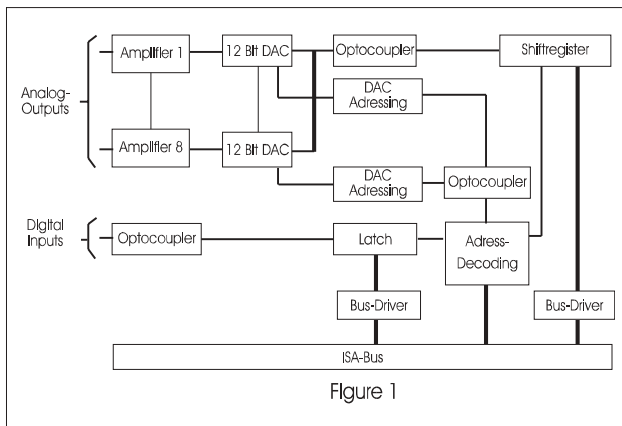 Amplifier 1
12 Bit DAC
Optocoupler
Shiftregister
Analog-
Outputs
DAC
Adressing
Amplifier 8
12 Bit DAC
DAC
Adressing
Optocoupler
Digital
Inputs
Optocoupler
Latch
Adress-
Decoding
Bus-Driver
Bus-Driver
ISA-Bus
Figure 1